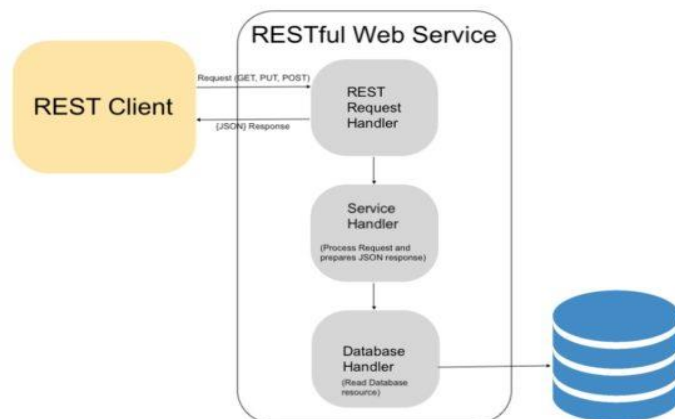 RESTful Web Service
REST Client
Request (GET, PUT, POST)
{JSON} Response
REST
Request
Handler
Service
Handler
(Process Request and
prepares JSON response)
Database
Handler
(Read Database
resource)